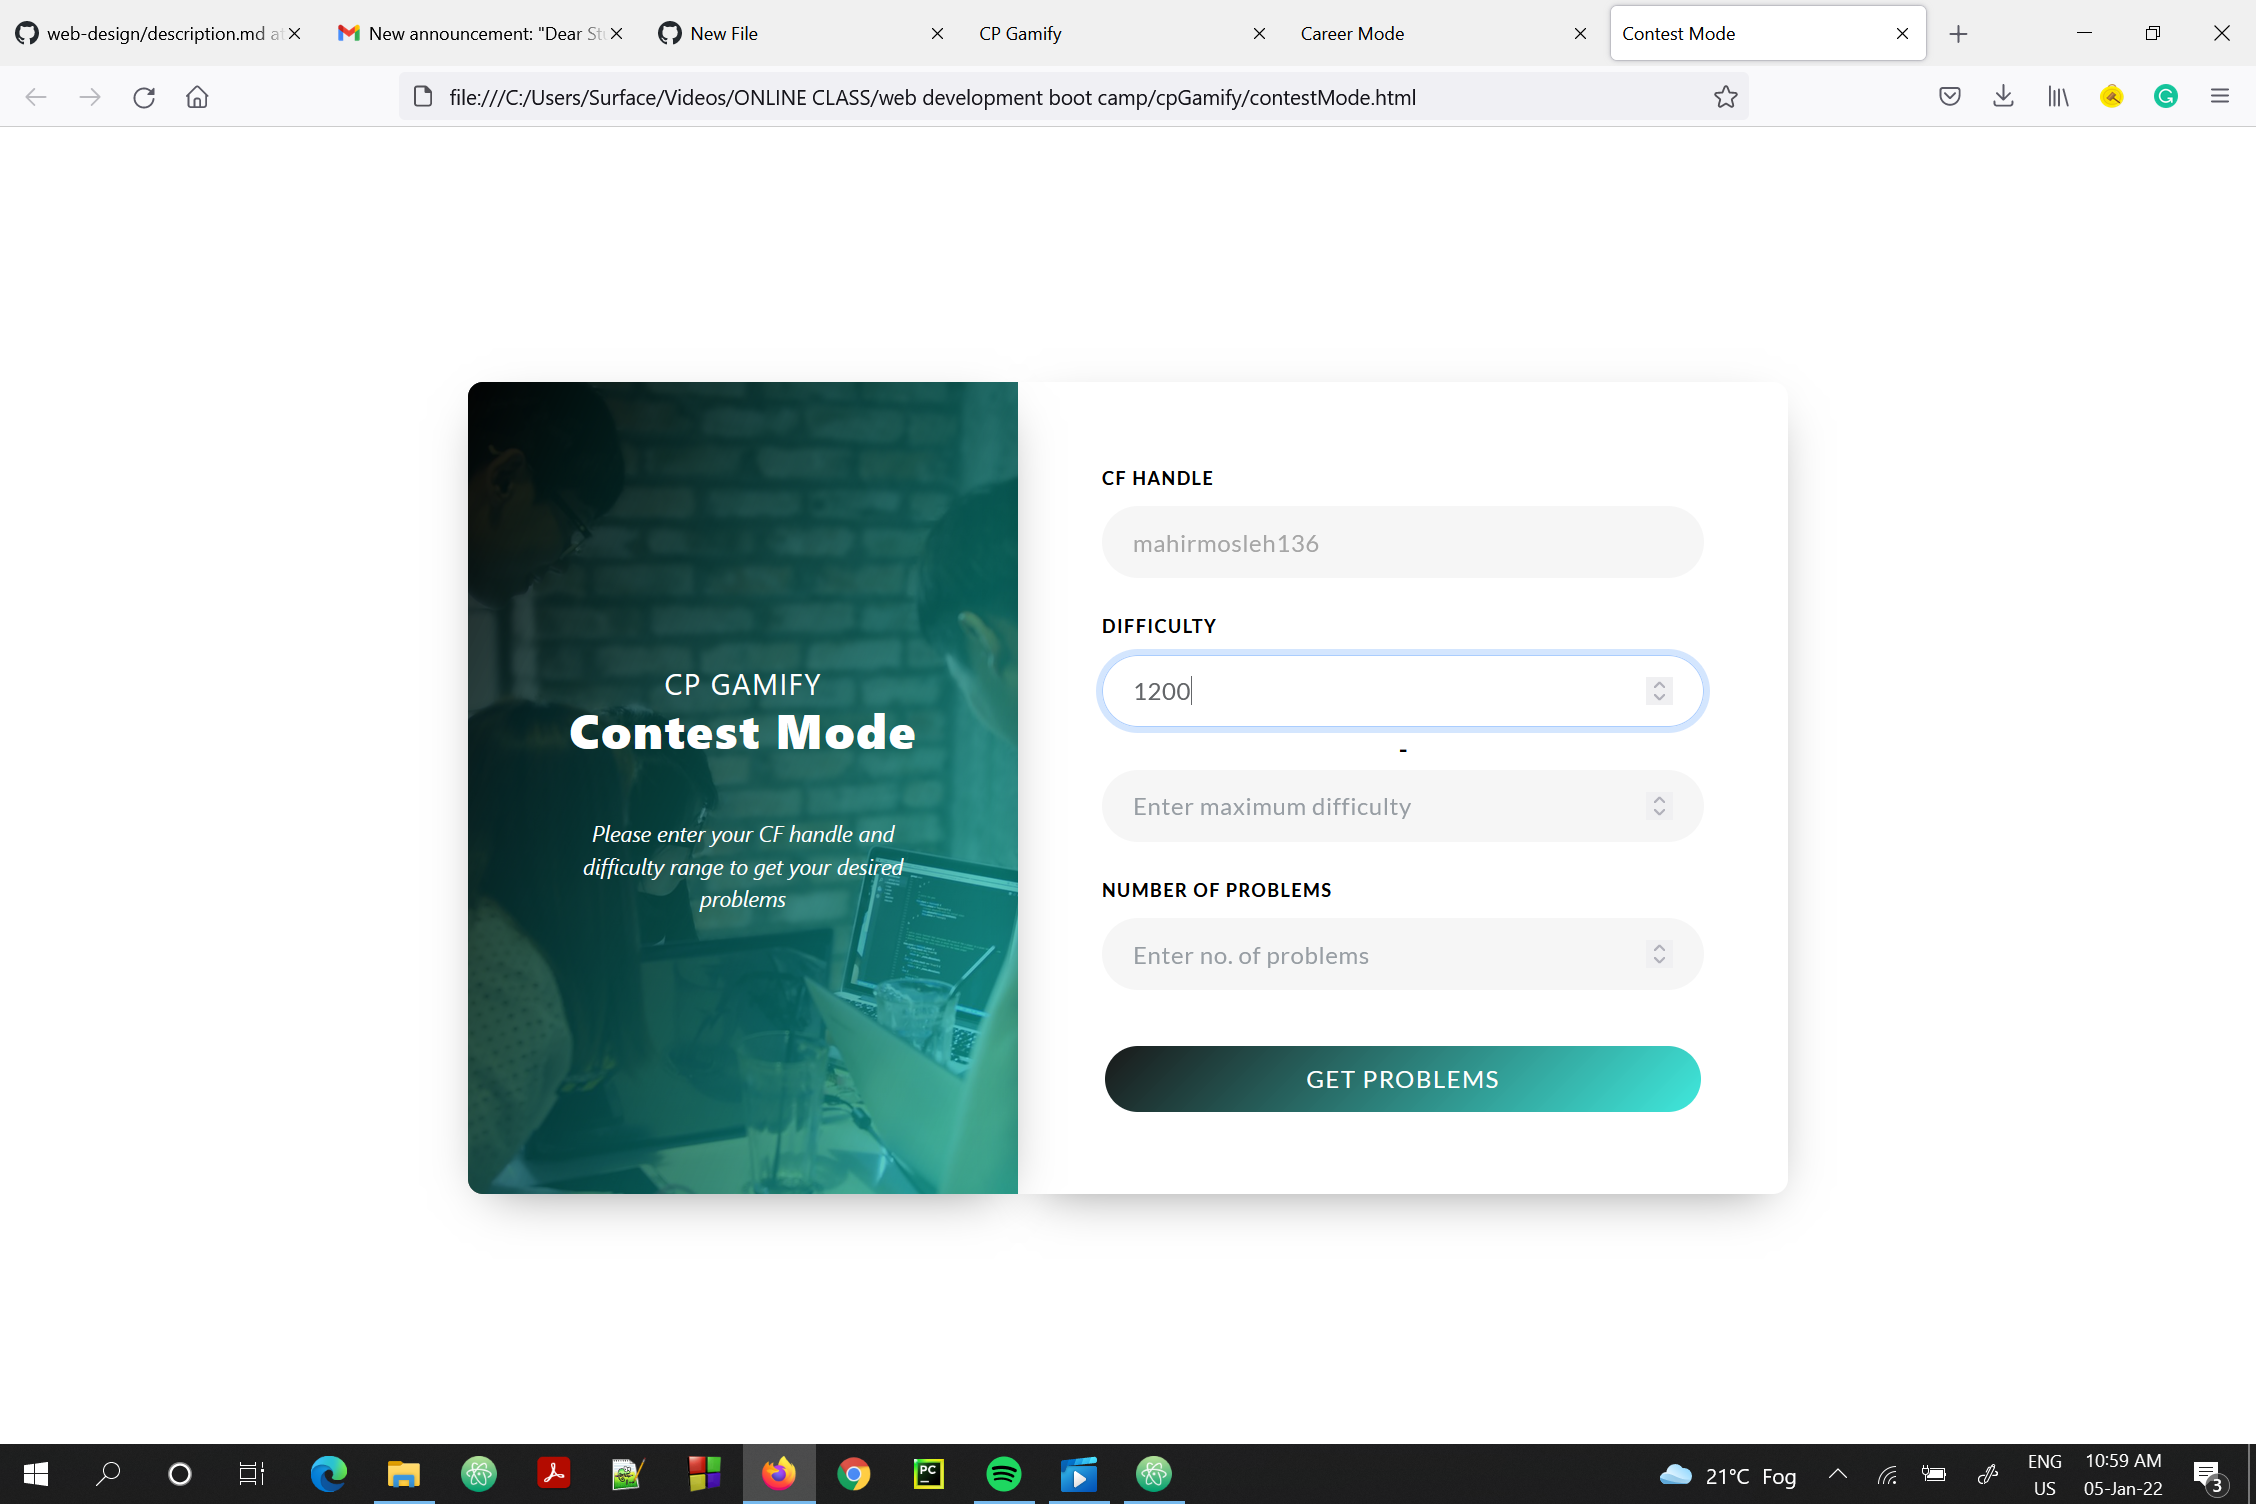 web-design/description.md at
New announcement: "Dear Stu
New File
CP Gamify
Career Mode
Contest Mode
file:///C:/Users/Surface/Videos/ONLINE CLASS/web development boot camp/cpGamify/contestMode.html
CP GAMIFY
Contest Mode
Please enter your CF handle and
difficulty range to get your desired
problems
CF HANDLE
mahirmosleh136
DIFFICULTY
1200
-
Enter maximum difficulty
NUMBER OF PROBLEMS
Enter no. of problems
GET PROBLEMS
PC
21°C Fog
ENG
US
10:59 AM
05-Jan-22
3